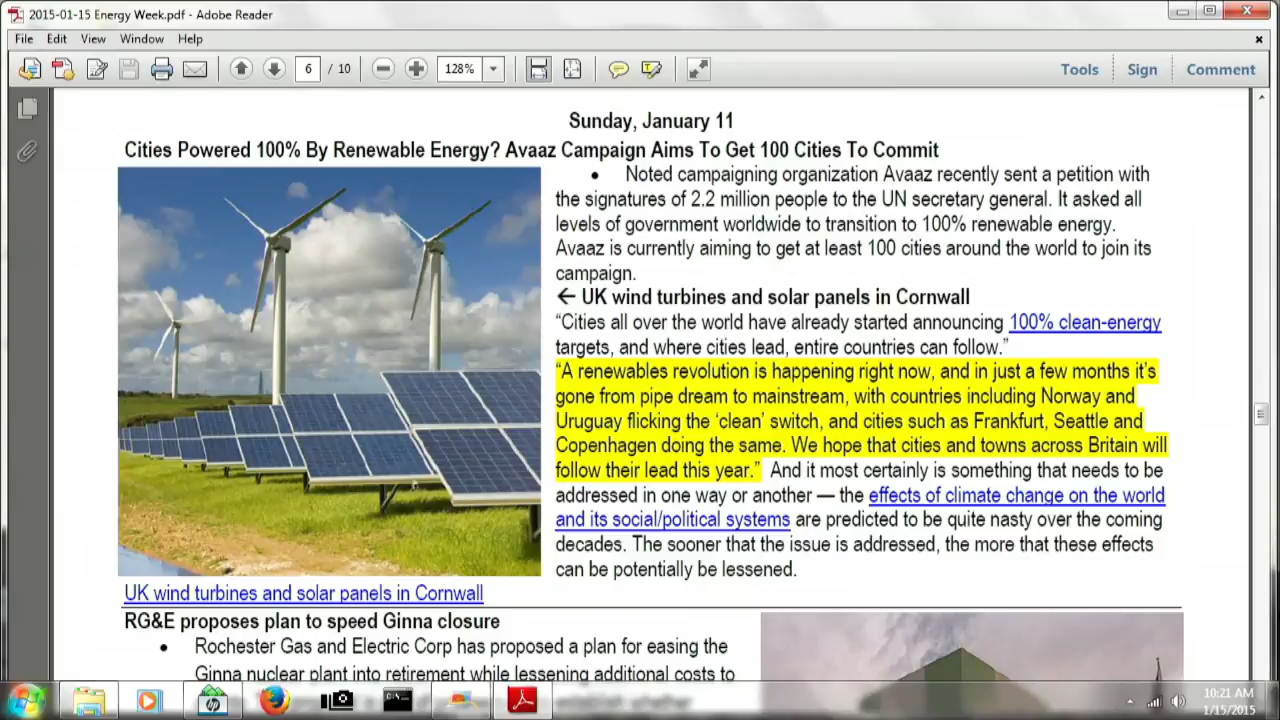 2015-01-15 Energy Week.pdf - Adobe Reader
File Edit View Window Help
6 / 10 128% Tools Sign Comment
Sunday, January 11
Cities Powered 100% By Renewable Energy? Avaaz Campaign Aims To Get 100 Cities To Commit
• Noted campaigning organization Avaaz recently sent a petition with
the signatures of 2.2 million people to the UN secretary general. It asked all
levels of government worldwide to transition to 100% renewable energy.
Avaaz is currently aiming to get at least 100 cities around the world to join its
campaign.
← UK wind turbines and solar panels in Cornwall
“Cities all over the world have already started announcing 100% clean-energy
targets, and where cities lead, entire countries can follow.”
“A renewables revolution is happening right now, and in just a few months it’s
gone from pipe dream to mainstream, with countries including Norway and
Uruguay flicking the ‘clean’ switch, and cities such as Frankfurt, Seattle and
Copenhagen doing the same. We hope that cities and towns across Britain will
follow their lead this year.” And it most certainly is something that needs to be
addressed in one way or another — the effects of climate change on the world
and its social/political systems are predicted to be quite nasty over the coming
decades. The sooner that the issue is addressed, the more that these effects
can be potentially be lessened.
UK wind turbines and solar panels in Cornwall
RG&E proposes plan to speed Ginna closure
• Rochester Gas and Electric Corp has proposed a plan for easing the
Ginna nuclear plant into retirement while lessening additional costs to
10:21 AM
1/15/2015